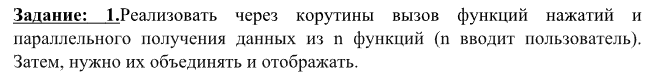 Задание: 1.Реализовать через корутины вызов функций нажатий и
параллельного получения данных из n функций (n вводит пользователь).
Затем, нужно их объединять и отображать.